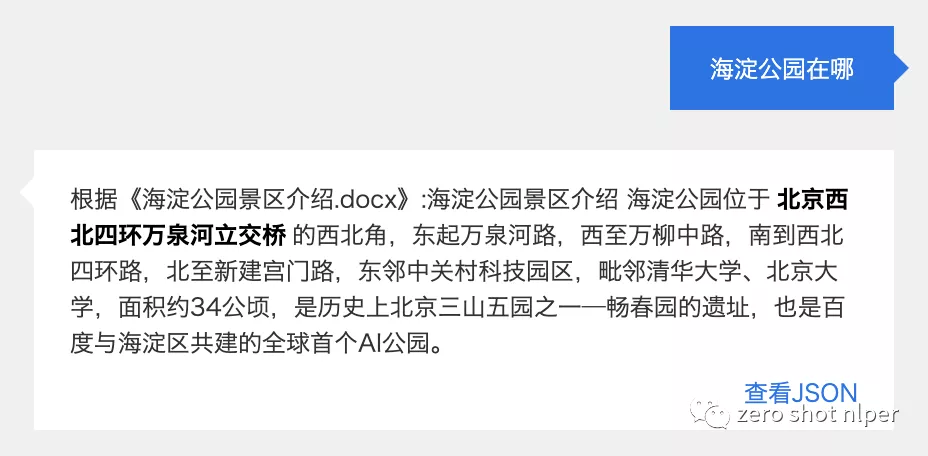 海淀公园在哪
根据《海淀公园景区介绍.docx》:海淀公园景区介绍 海淀公园位于 北京西
北四环万泉河立交桥 的西北角，东起万泉河路，西至万柳中路，南到西北
四环路，北至新建宫门路，东邻中关村科技园区，毗邻清华大学、北京大
学，面积约34公顷，是历史上北京三山五园之一—畅春园的遗址，也是百
度与海淀区共建的全球首个AI公园。
查看JSON
zero shot nlper